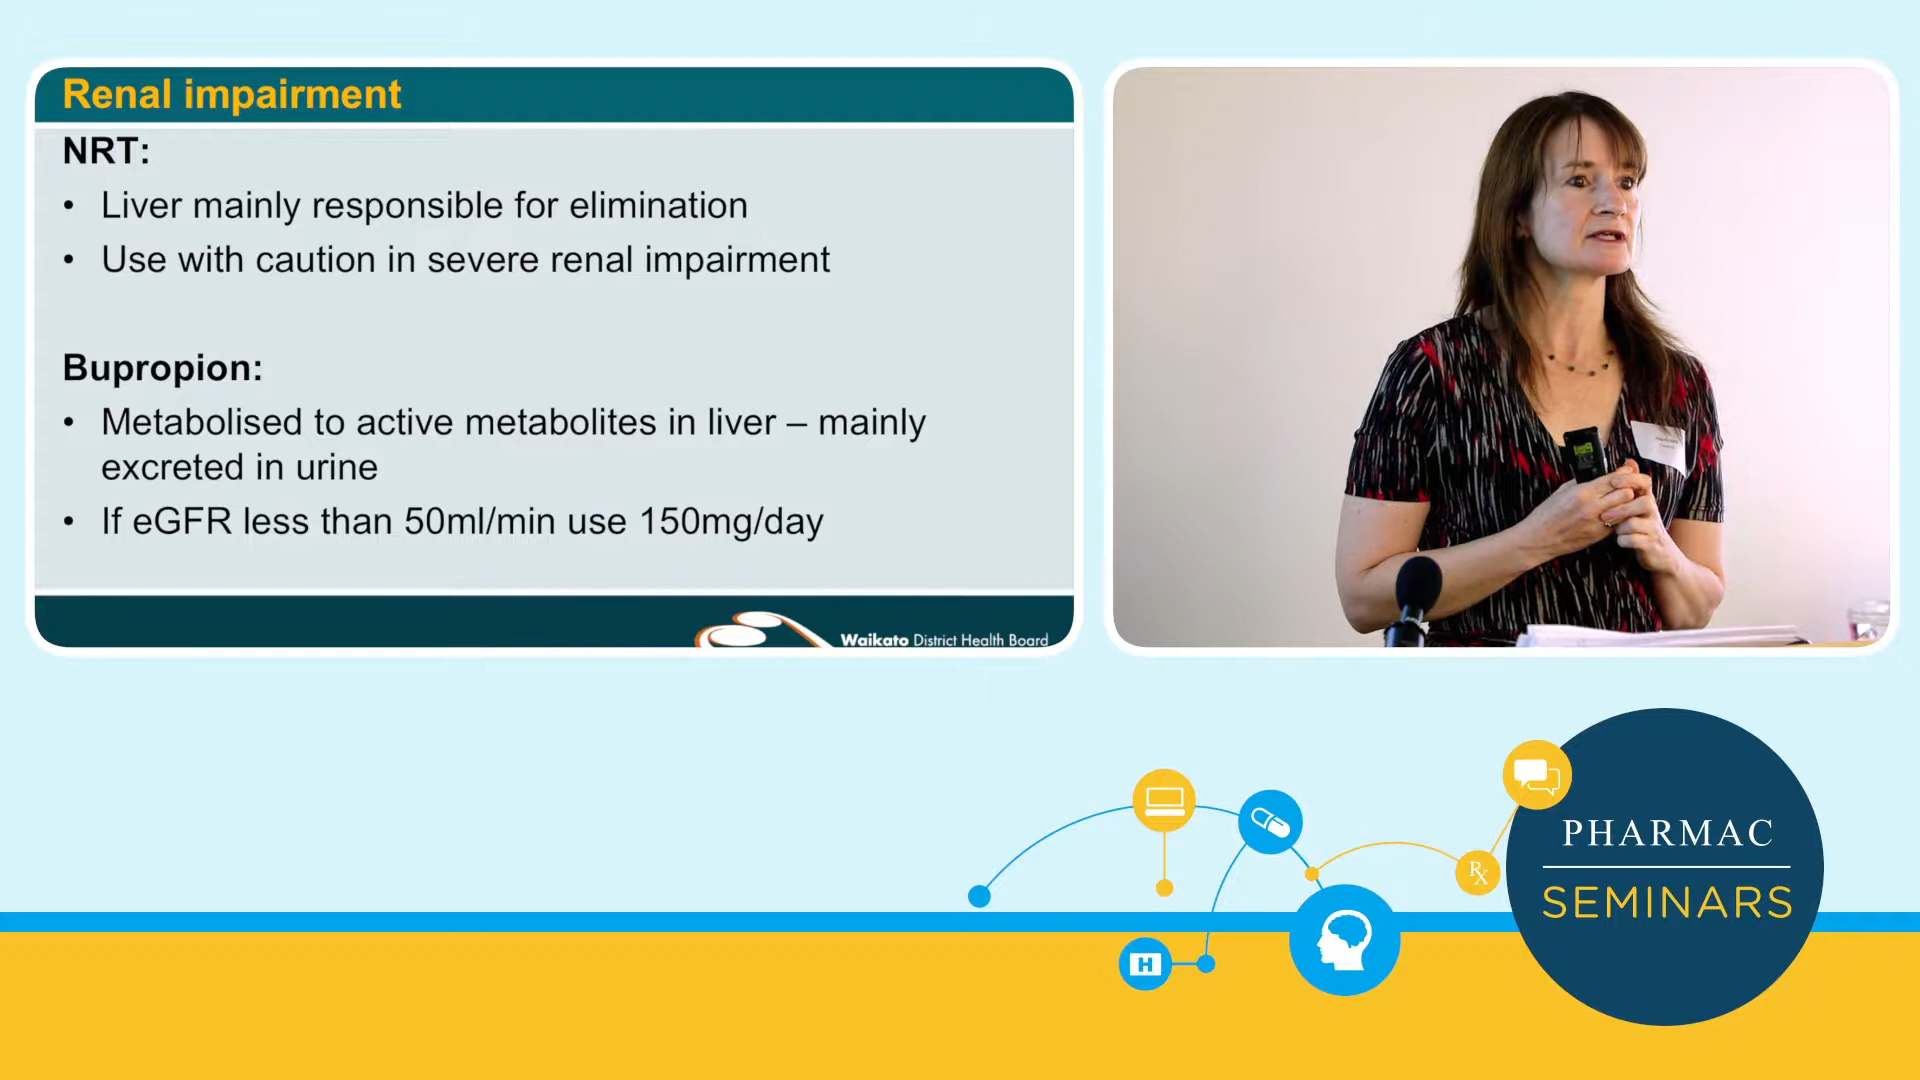 Renal impairment
NRT:
• Liver mainly responsible for elimination
• Use with caution in severe renal impairment
Bupropion:
• Metabolised to active metabolites in liver – mainly
excreted in urine
• If eGFR less than 50ml/min use 150mg/day
Waikato District Health Board
PHARMAC
SEMINARS
Rx
H